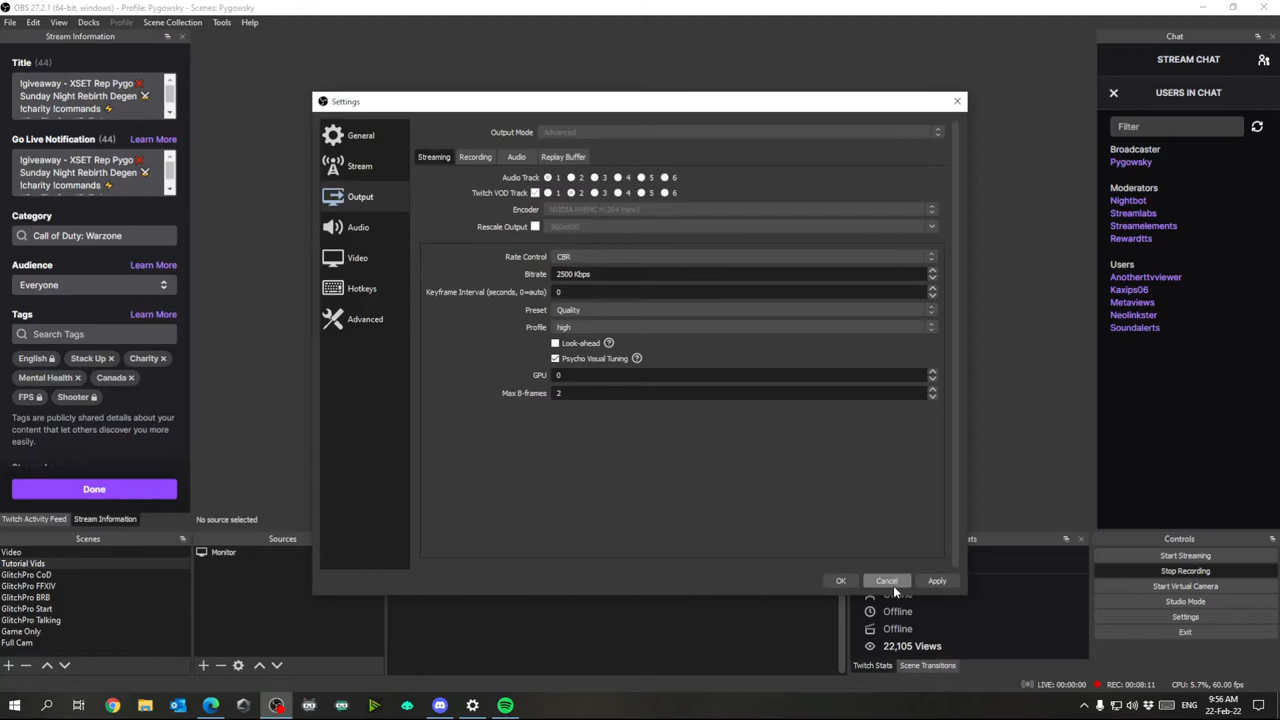 OBS 27.2.1 (64-bit, windows) - Profile: Pygowsky - Scenes: Pygowsky
File Edit View Docks Profile Scene Collection Tools Help
Stream Information
Title (44)
!giveaway - XSET Rep Pygo
Sunday Night Rebirth Degen
!charity !commands
Go Live Notification (44) Learn More
!giveaway - XSET Rep Pygo
Sunday Night Rebirth Degen
!charity !commands
Category
Call of Duty: Warzone
Audience Learn More
Everyone
Tags Learn More
Search Tags
English Stack Up Charity
Mental Health Canada
FPS Shooter
Tags are publicly shared details about your
content that let others discover you more
easily.
Done
Twitch Activity Feed Stream Information
Scenes
Video
Tutorial Vids
GlitchPro CoD
GlitchPro FFXIV
GlitchPro BRB
GlitchPro Start
GlitchPro Talking
Game Only
Full Cam
No source selected
Sources
Monitor
Settings
General
Stream
Output
Audio
Video
Hotkeys
Advanced
Output Mode Advanced
Streaming Recording Audio Replay Buffer
Audio Track 1 2 3 4 5 6
Twitch VOD Track 1 2 3 4 5 6
Encoder NVIDIA NVENC H.264 (new)
Rescale Output
Rate Control CBR
Bitrate 2500 Kbps
Keyframe Interval (seconds, 0=auto) 0
Preset Quality
Profile high
Look-ahead
Psycho Visual Tuning
GPU 0
Max B-frames 2
OK Cancel Apply
Offline
Offline
22,105 Views
Twitch Stats Scene Transitions
Chat
STREAM CHAT
USERS IN CHAT
Filter
Broadcaster
Pygowsky
Moderators
Nightbot
Streamlabs
Streamelements
Rewardtts
Users
Anotherttvviewer
Kaxips06
Metaviews
Neolinkster
Soundalerts
Controls
Start Streaming
Stop Recording
Start Virtual Camera
Studio Mode
Settings
Exit
LIVE: 00:00:00 REC: 00:08:11 CPU: 5.7%, 60.00 fps
ENG
9:56 AM
22-Feb-22